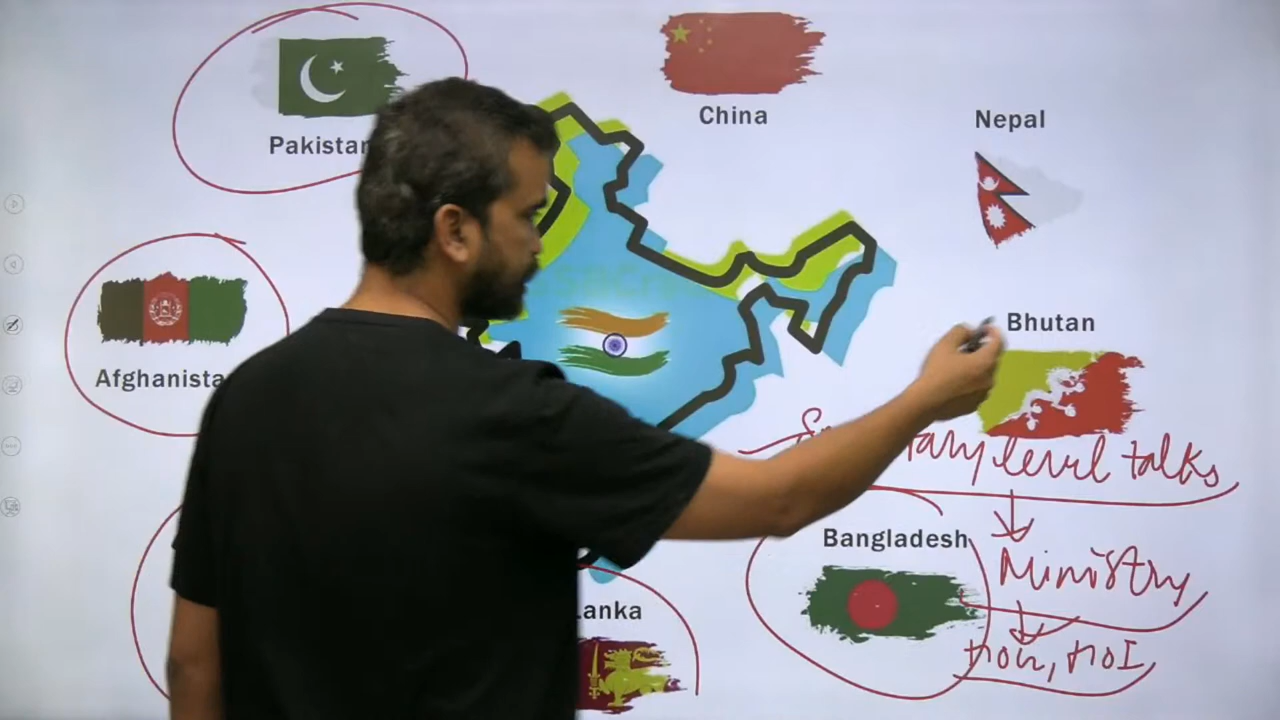 China
Nepal
Pakistan
Bhutan
Afghanista
level talks
Bangladesh
Ministry
Lanka